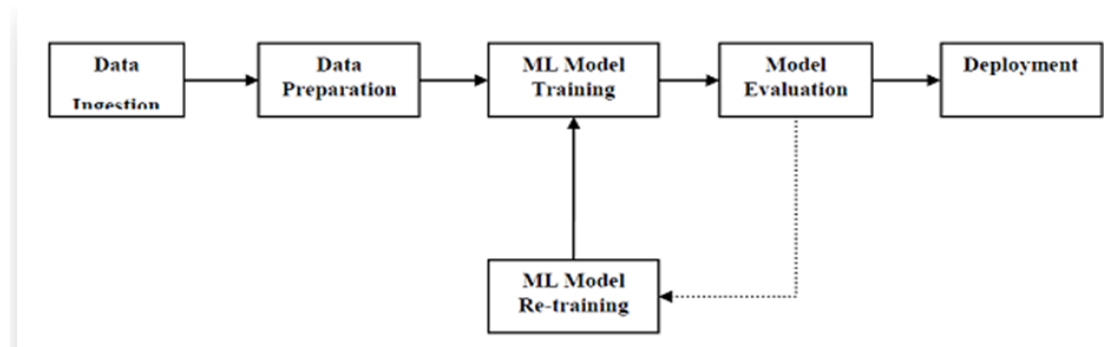 Data
Ingestion
Data
Preparation
ML Model
Training
Model
Evaluation
Deployment
ML Model
Re-training